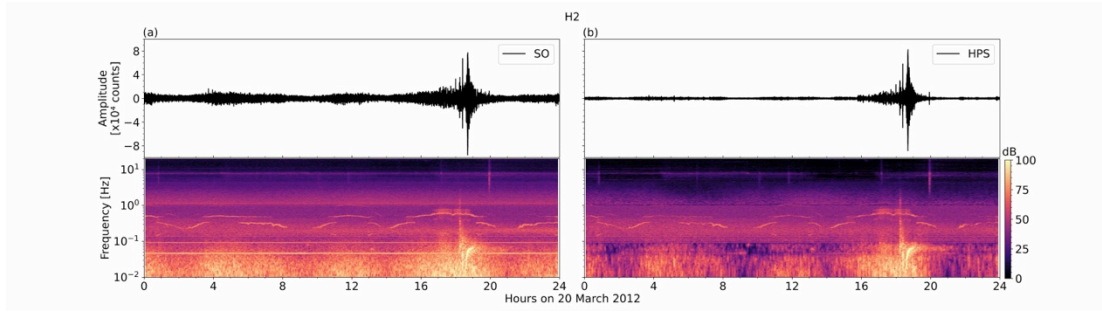 H2
(a)
(b)
SO
HPS
Amplitude
[x10⁴ counts]
8
4
0
−4
−8
Frequency [Hz]
10¹
10⁰
10⁻¹
10⁻²
0 4 8 12 16 20 24
0 4 8 12 16 20 24
Hours on 20 March 2012
dB
100
75
50
25
0